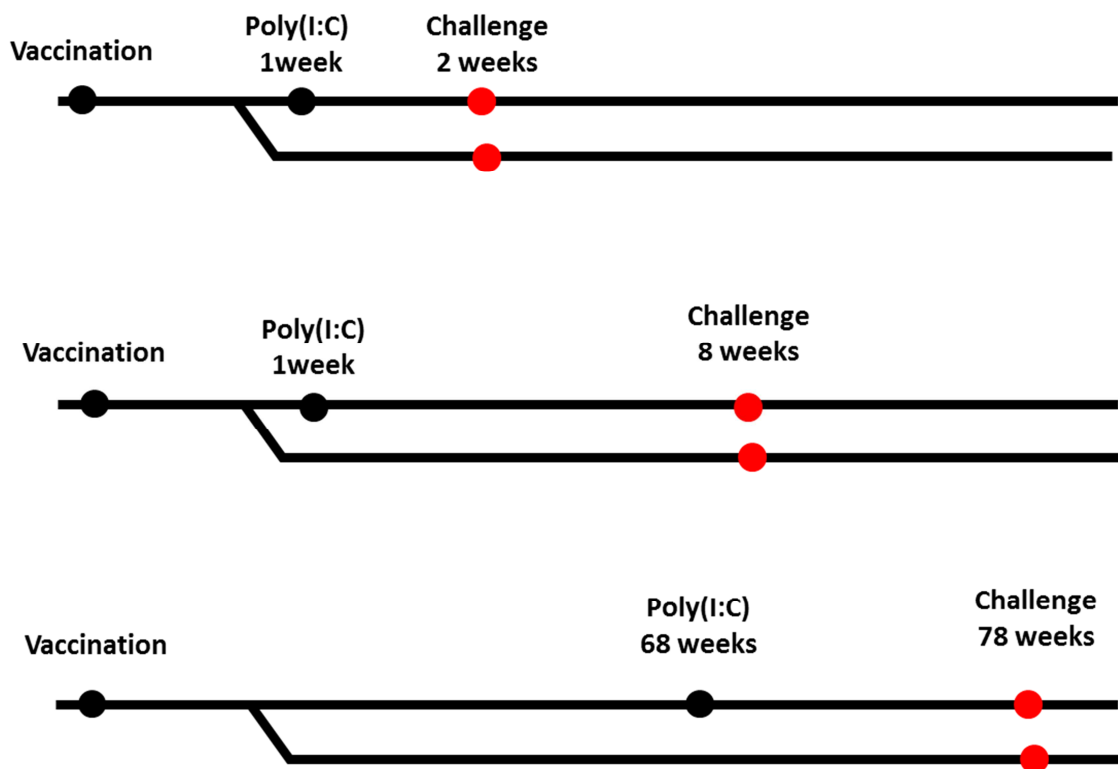 Vaccination
Poly(I:C)
1week
Challenge
2 weeks
Vaccination
Poly(I:C)
1week
Challenge
8 weeks
Vaccination
Poly(I:C)
68 weeks
Challenge
78 weeks